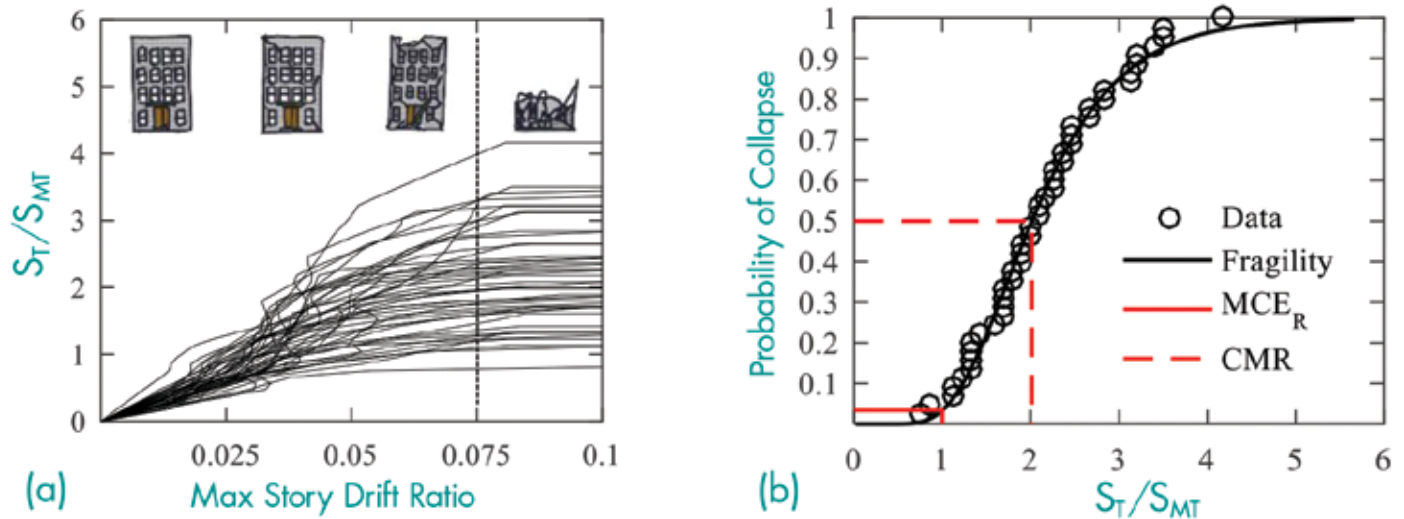 6
5
4
3
2
1
0
S_T/S_MT
0.025
0.05
0.075
0.1
(a)
Max Story Drift Ratio
1
0.9
0.8
0.7
0.6
0.5
0.4
0.3
0.2
0.1
Probability of Collapse
Data
Fragility
MCE_R
CMR
0
1
2
3
4
5
6
(b)
S_T/S_MT